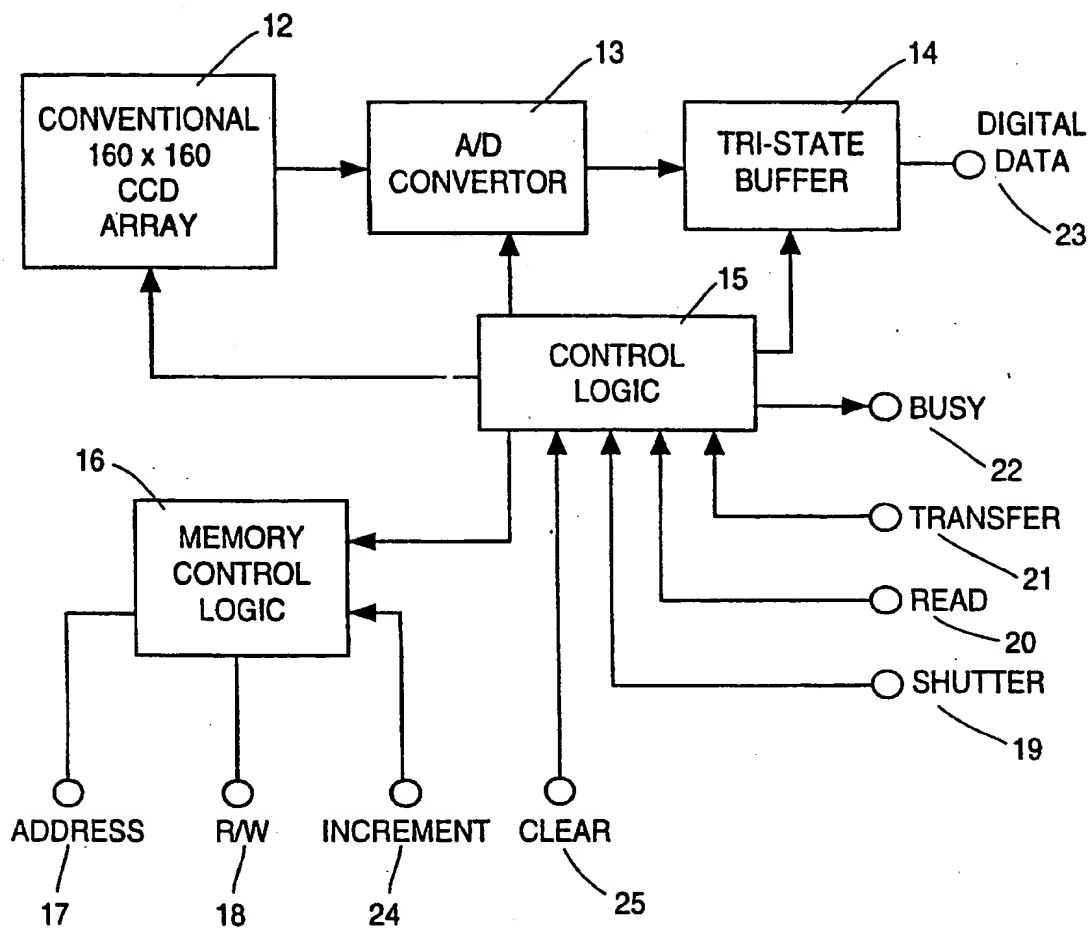 12
13
14
CONVENTIONAL
160 x 160
CCD
ARRAY
A/D
CONVERTOR
TRI-STATE
BUFFER
DIGITAL
DATA
23
15
CONTROL
LOGIC
BUSY
22
16
MEMORY
CONTROL
LOGIC
TRANSFER
21
READ
20
SHUTTER
19
ADDRESS
R/W
INCREMENT
CLEAR
17
18
24
25